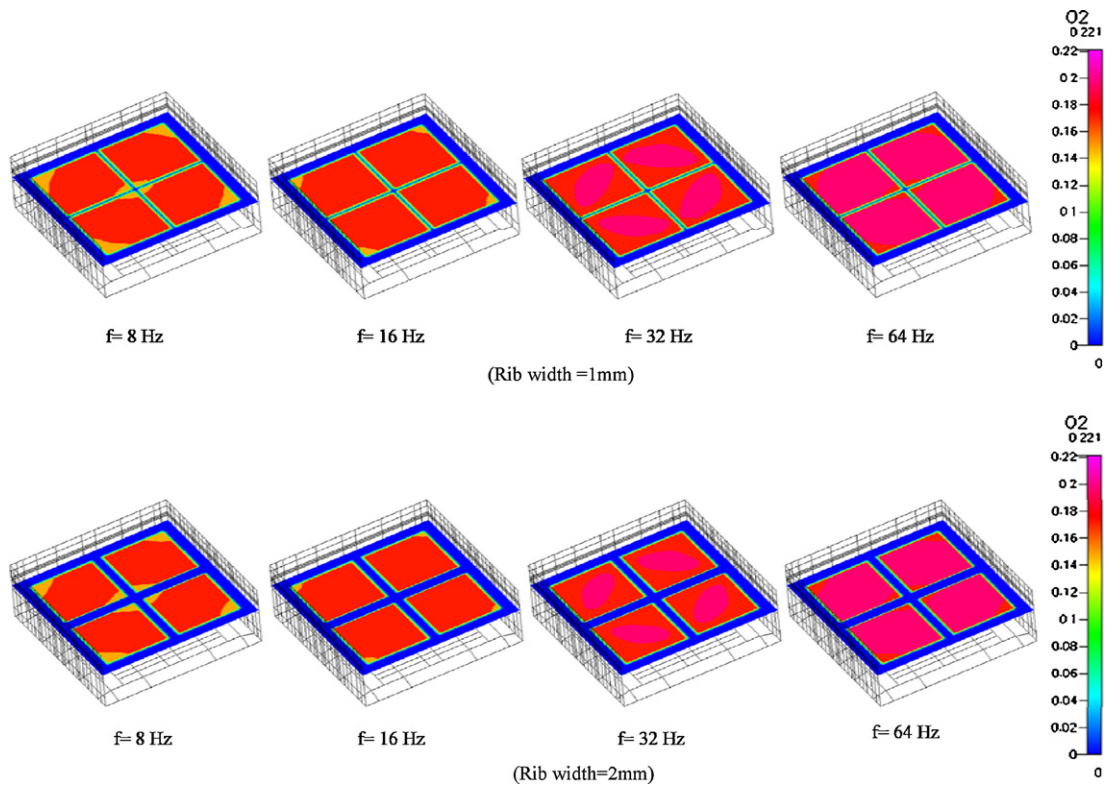 O2
0.221
0.22
0.2
0.18
0.16
0.14
0.12
0.1
0.08
0.06
0.04
0.02
0
0
f= 8 Hz
f= 16 Hz
f= 32 Hz
f= 64 Hz
(Rib width =1mm)
O2
0.221
0.22
0.2
0.18
0.16
0.14
0.12
0.1
0.08
0.06
0.04
0.02
0
0
f= 8 Hz
f= 16 Hz
f= 32 Hz
f= 64 Hz
(Rib width=2mm)